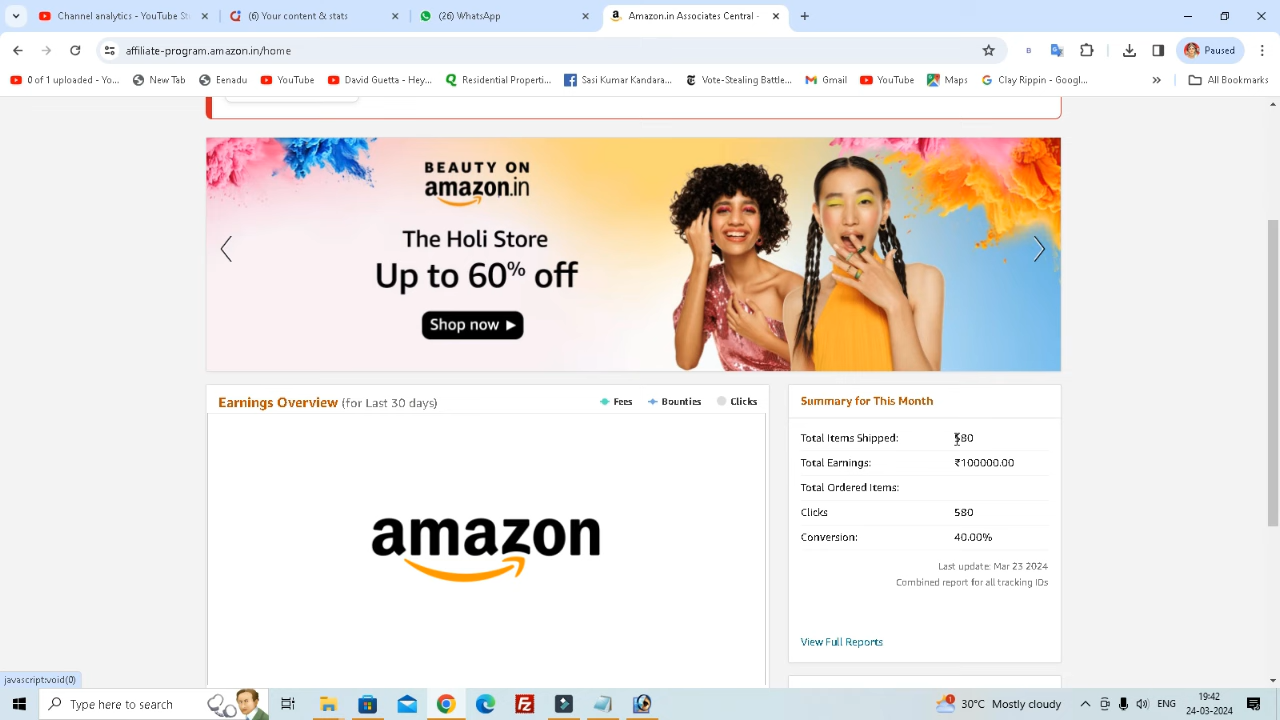 YouTube
Your content & stats
(26) WhatsApp
Amazon.in Associates Central -
affiliate-program.amazon.in/home
Paused
0 of 1 uploaded - Yo...
New Tab
Eenadu
YouTube
David Guetta - Hey...
Residential Properti...
Sasi Kumar Kandara...
Vote-Stealing Battle...
Gmail
YouTube
Maps
Clay Rippin - Googl...
All Bookmarks
BEAUTY ON
amazon.in
The Holi Store
Up to 60% off
Shop now ▶
Earnings Overview (for Last 30 days)
Fees
Bounties
Clicks
amazon
Summary for This Month
Total Items Shipped: 580
Total Earnings: ₹100000.00
Total Ordered Items:
Clicks 580
Conversion: 40.00%
Last update: Mar 23 2024
Combined report for all tracking IDs
View Full Reports
javascript:void(0)
Type here to search
30°C Mostly cloudy
ENG
19:42
24-03-2024